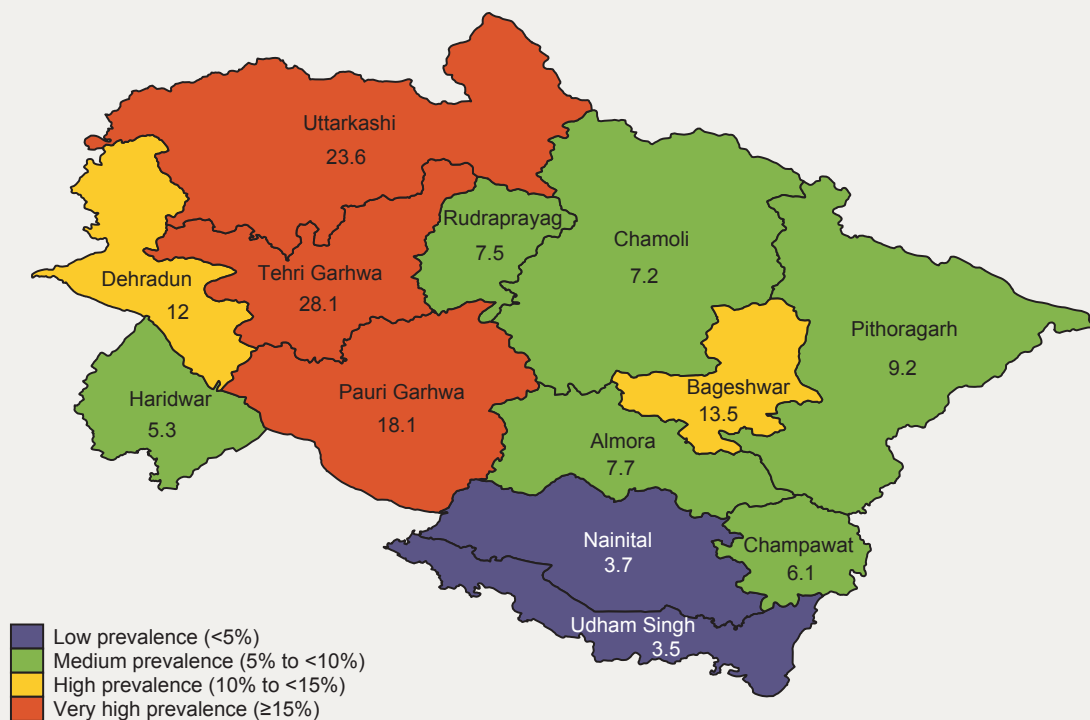 Uttarkashi
23.6
Rudraprayag
7.5
Chamoli
7.2
Tehri Garhwa
28.1
Dehradun
12
Pithoragarh
9.2
Pauri Garhwa
18.1
Bageshwar
13.5
Haridwar
5.3
Almora
7.7
Nainital
3.7
Champawat
6.1
Udham Singh
3.5
Low prevalence (<5%)
Medium prevalence (5% to <10%)
High prevalence (10% to <15%)
Very high prevalence (≥15%)